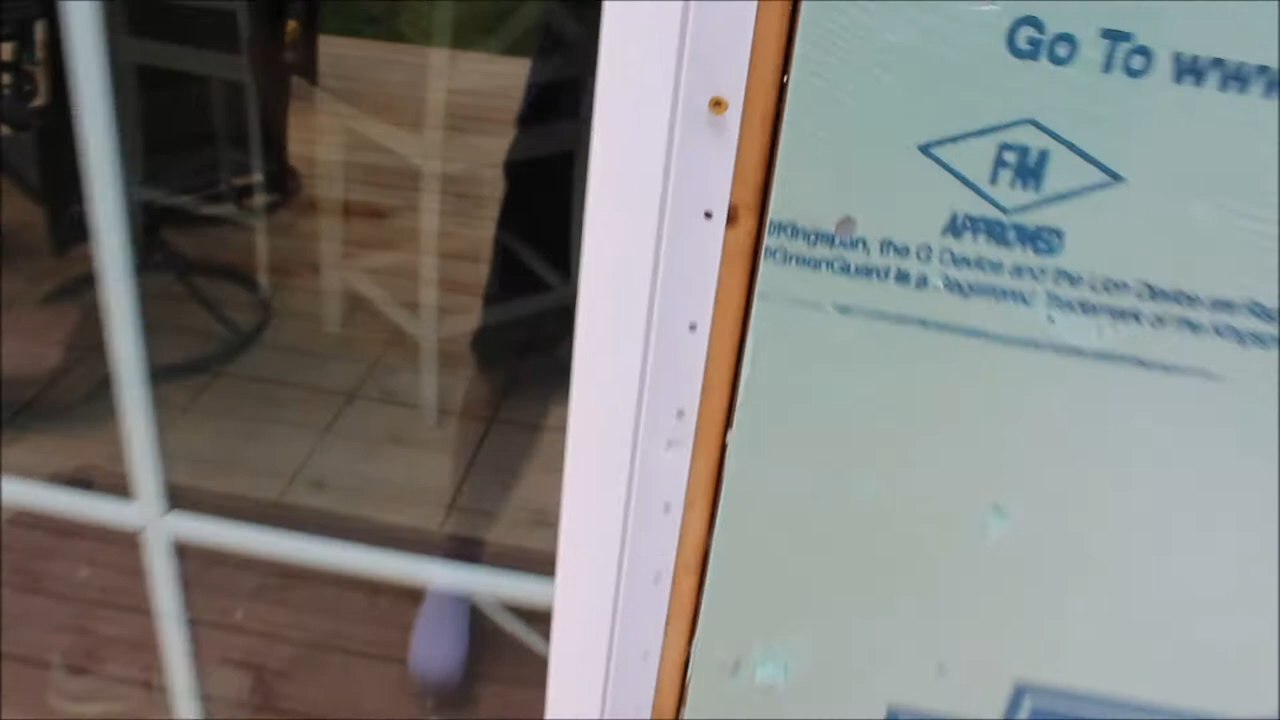 Go To www
FM
APPROVED
Kingspan, the G Device and the Lion Device are
GreenGuard is a Registered Trademark of the